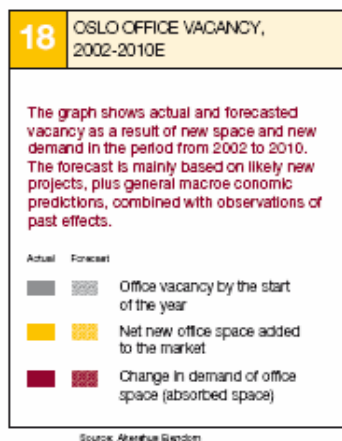 18
OSLO OFFICE VACANCY,
2002-2010E
The graph shows actual and forecasted
vacancy as a result of new space and new
demand in the period from 2002 to 2010.
The forecast is mainly based on likely new
projects, plus general macroe conomic
predictions, combined with observations of
past effects.
Actual Forecast
Office vacancy by the start
of the year
Net new office space added
to the market
Change in demand of office
space (absorbed space)
Source: Akershus Eiendom